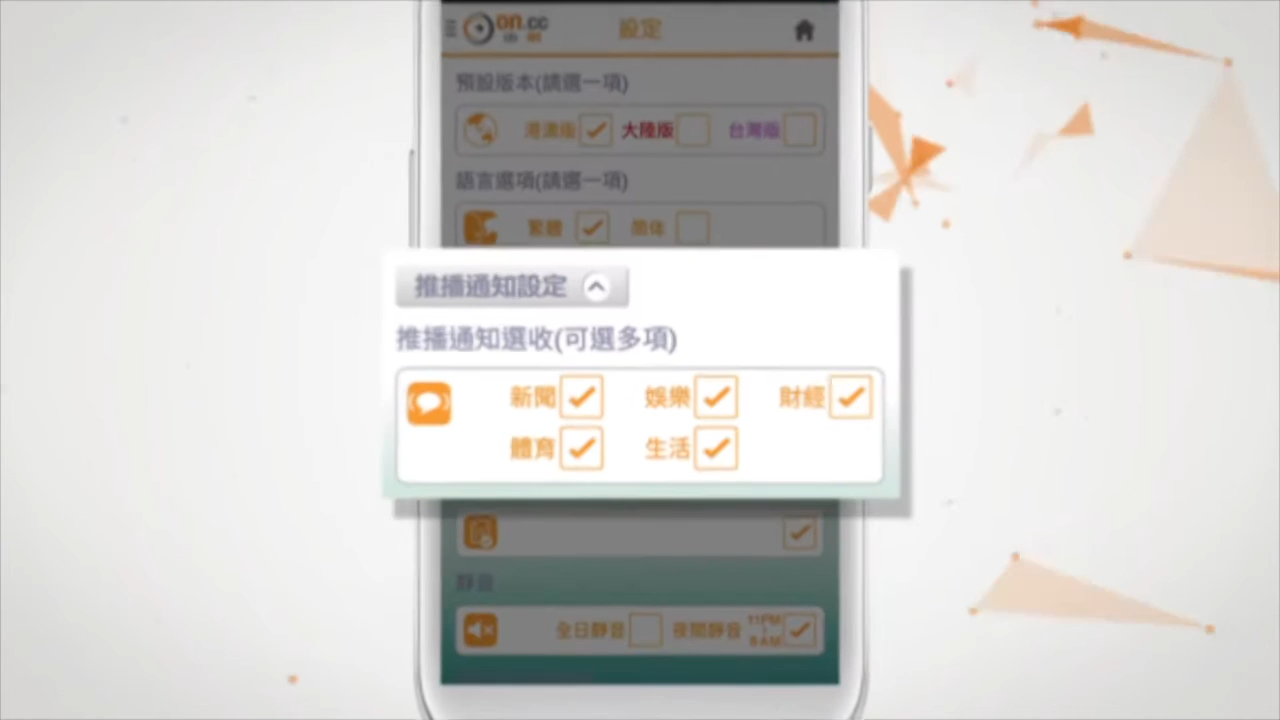 on.cc
設定
預設版本(請選一項)
港澳版 大陸版 台灣版
語言選項(請選一項)
繁體 简体
推播通知設定
推播通知選收(可選多項)
新聞 娛樂 財經
體育 生活
靜音
全日靜音 夜間靜音 11PM
8AM